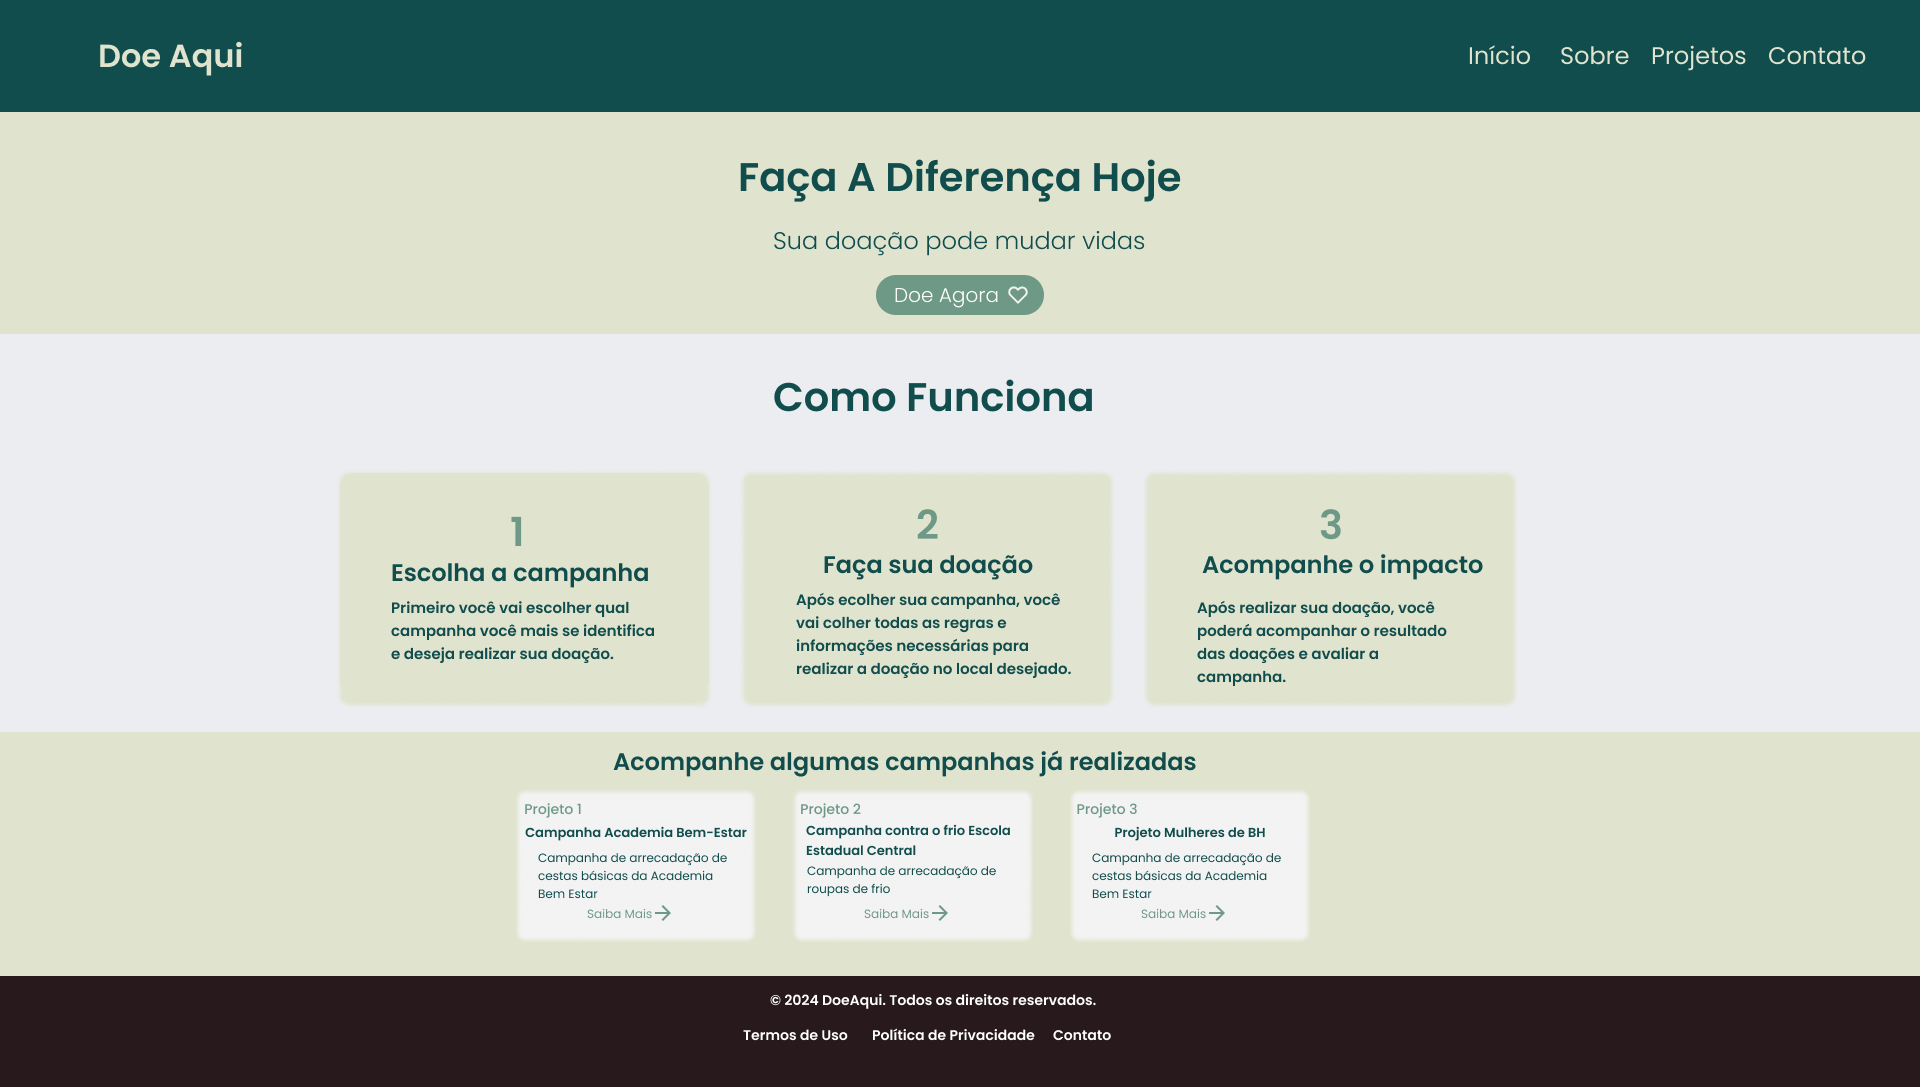 Doe Aqui
Início Sobre Projetos Contato
Faça A Diferença Hoje
Sua doação pode mudar vidas
Doe Agora
Como Funciona
1
Escolha a campanha
Primeiro você vai escolher qual
campanha você mais se identifica
e deseja realizar sua doação.
2
Faça sua doação
Após ecolher sua campanha, você
vai colher todas as regras e
informações necessárias para
realizar a doação no local desejado.
3
Acompanhe o impacto
Após realizar sua doação, você
poderá acompanhar o resultado
das doações e avaliar a
campanha.
Acompanhe algumas campanhas já realizadas
Projeto 1
Campanha Academia Bem-Estar
Campanha de arrecadação de
cestas básicas da Academia
Bem Estar
Saiba Mais
Projeto 2
Campanha contra o frio Escola
Estadual Central
Campanha de arrecadação de
roupas de frio
Saiba Mais
Projeto 3
Projeto Mulheres de BH
Campanha de arrecadação de
cestas básicas da Academia
Bem Estar
Saiba Mais
© 2024 DoeAqui. Todos os direitos reservados.
Termos de Uso Política de Privacidade Contato